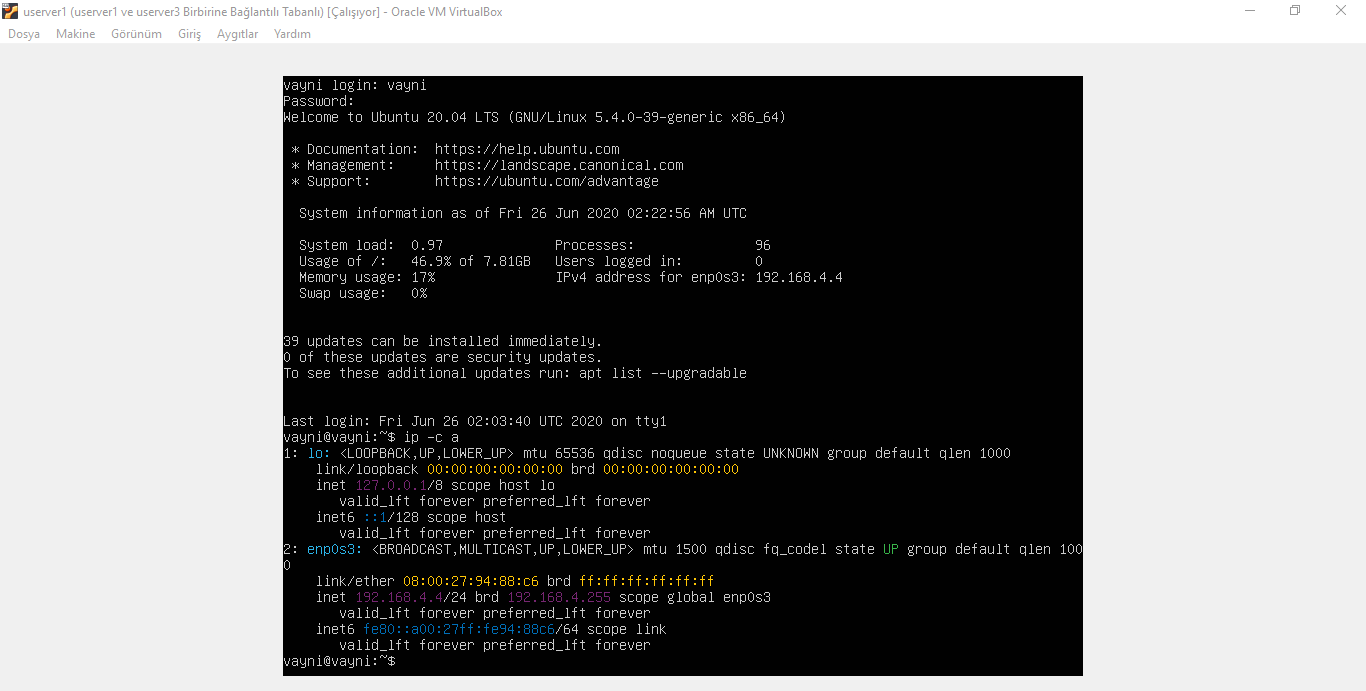 userver1 (userver1 ve userver3 Birbirine Bağlantılı Tabanlı) [Çalışıyor] - Oracle VM VirtualBox
Dosya Makine Görünüm Giriş Aygıtlar Yardım
vayni login: vayni
Password:
Welcome to Ubuntu 20.04 LTS (GNU/Linux 5.4.0-39-generic x86_64)
* Documentation: https://help.ubuntu.com
* Management: https://landscape.canonical.com
* Support: https://ubuntu.com/advantage
System information as of Fri 26 Jun 2020 02:22:56 AM UTC
System load: 0.97 Processes: 96
Usage of /: 46.9% of 7.81GB Users logged in: 0
Memory usage: 17% IPv4 address for enp0s3: 192.168.4.4
Swap usage: 0%
39 updates can be installed immediately.
0 of these updates are security updates.
To see these additional updates run: apt list --upgradable
Last login: Fri Jun 26 02:03:40 UTC 2020 on tty1
vayni@vayni:~$ ip -c a
1: lo: <LOOPBACK,UP,LOWER_UP> mtu 65536 qdisc noqueue state UNKNOWN group default qlen 1000
link/loopback 00:00:00:00:00:00 brd 00:00:00:00:00:00
inet 127.0.0.1/8 scope host lo
valid_lft forever preferred_lft forever
inet6 ::1/128 scope host
valid_lft forever preferred_lft forever
2: enp0s3: <BROADCAST,MULTICAST,UP,LOWER_UP> mtu 1500 qdisc fq_codel state UP group default qlen 100
0
link/ether 08:00:27:94:88:c6 brd ff:ff:ff:ff:ff:ff
inet 192.168.4.4/24 brd 192.168.4.255 scope global enp0s3
valid_lft forever preferred_lft forever
inet6 fe80::a00:27ff:fe94:88c6/64 scope link
valid_lft forever preferred_lft forever
vayni@vayni:~$